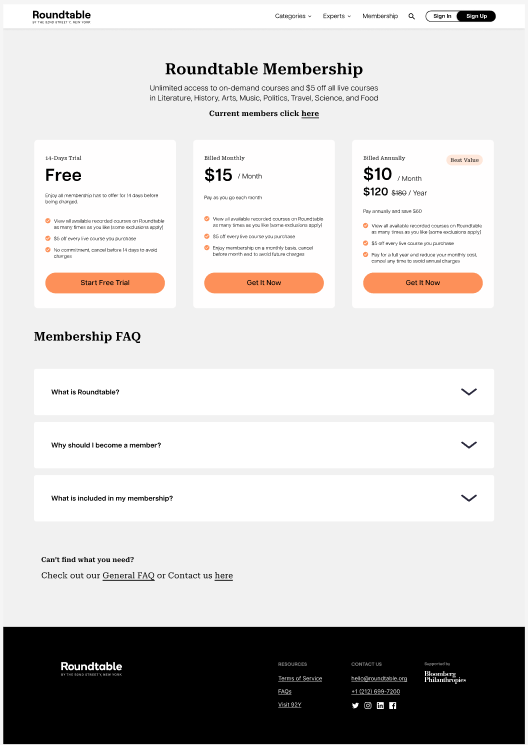 Roundtable
BY THE 92ND STREET Y, NEW YORK
Categories
Experts
Membership
Sign In
Sign Up
Roundtable Membership
Unlimited access to on-demand courses and $5 off all live courses
in Literature, History, Arts, Music, Politics, Travel, Science, and Food
Current members click here
14-Days Trial
Free
Enjoy all membership has to offer for 14 days before
being charged.
View all available recorded courses on Roundtable
as many times as you like (some exclusions apply)
$5 off every live course you purchase
No commitment, cancel before 14 days to avoid
charges
Start Free Trial
Billed Monthly
$15 / Month
Pay as you go each month
View all available recorded courses on Roundtable
as many times as you like (some exclusions apply)
$5 off every live course you purchase
Enjoy membership on a monthly basis, cancel
before month end to avoid future charges
Get It Now
Billed Annually
Best Value
$10 / Month
$120 $180 / Year
Pay annually and save $60
View all available recorded courses on Roundtable
as many times as you like (some exclusions apply)
$5 off every live course you purchase
Pay for a full year and reduce your monthly cost,
cancel any time to avoid annual charges
Get It Now
Membership FAQ
What is Roundtable?
Why should I become a member?
What is included in my membership?
Can't find what you need?
Check out our General FAQ or Contact us here
Roundtable
BY THE 92ND STREET Y, NEW YORK
RESOURCES
Terms of Service
FAQs
Visit 92Y
CONTACT US
hello@roundtable.org
+1 (212) 699-7200
Supported by
Bloomberg
Philanthropies